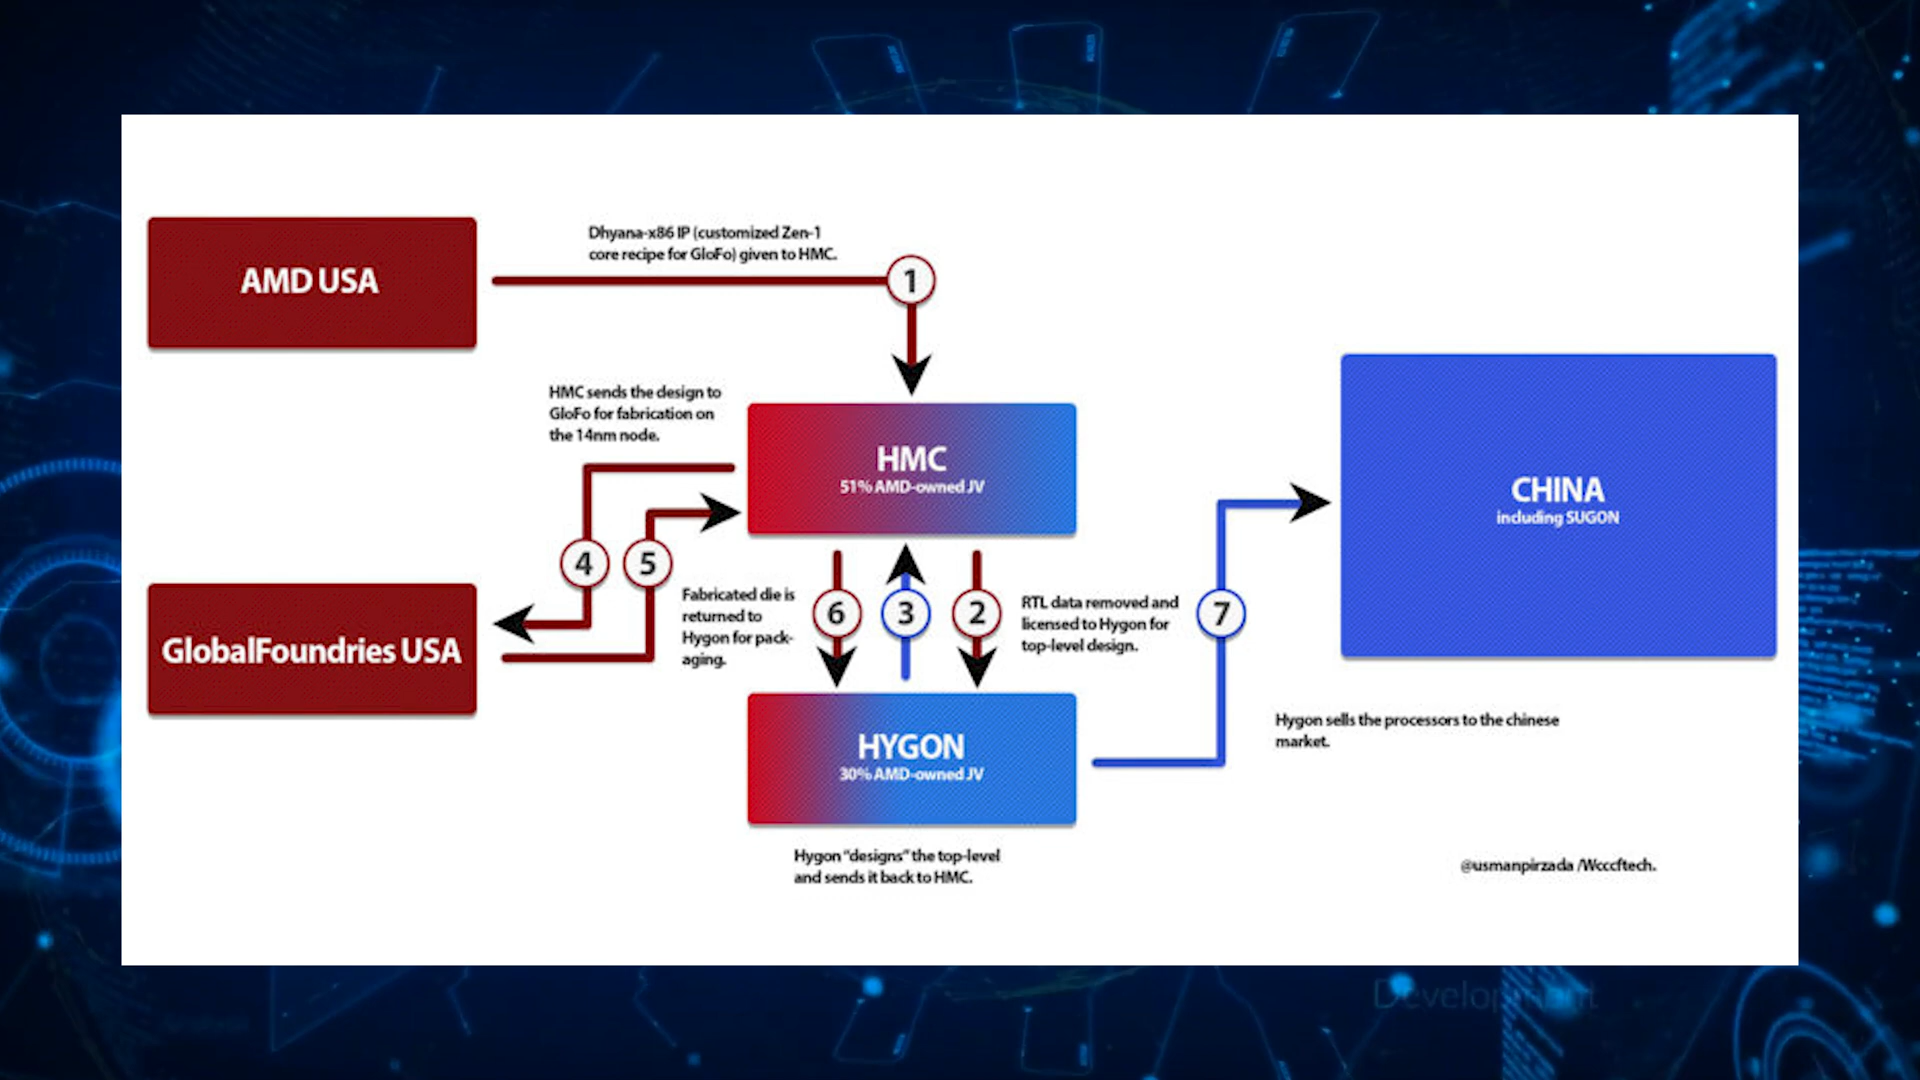 Dhyana-x86 IP (customized Zen-1
core recipe for GloFo) given to HMC.
AMD USA
1
HMC sends the design to
GloFo for fabrication on
the 14nm node.
HMC
51% AMD-owned JV
CHINA
including SUGON
4
5
Fabricated die is
returned to
Hygon for pack-
aging.
6
3
2
RTL data removed and
licensed to Hygon for
top-level design.
7
GlobalFoundries USA
HYGON
30% AMD-owned JV
Hygon sells the processors to the chinese
market.
Hygon "designs" the top-level
and sends it back to HMC.
@usmanpirzada /Wcccftech.
Development